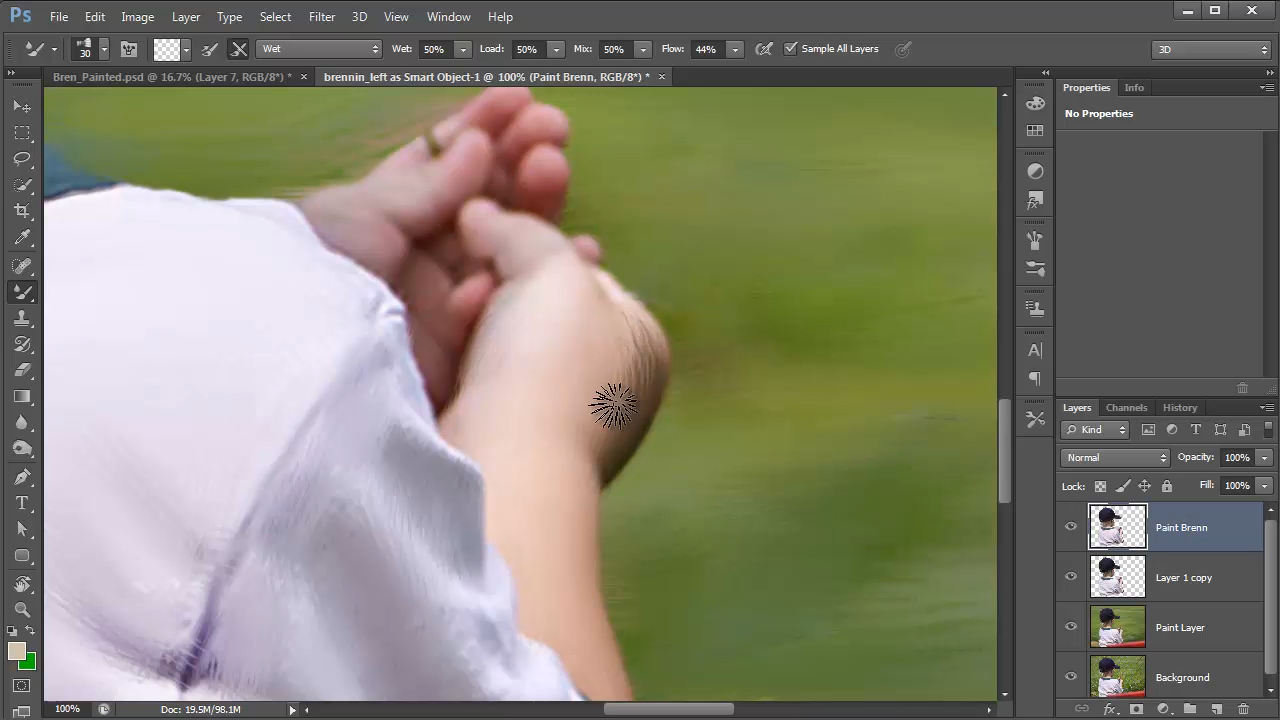 Ps File Edit Image Layer Type Select Filter 3D View Window Help
30 Wet Wet: 50% Load: 50% Mix: 50% Flow: 44% Sample All Layers 3D
Bren_Painted.psd @ 16.7% (Layer 7, RGB/8*) * × brennin_left as Smart Object-1 @ 100% (Paint Brenn, RGB/8*) * ×
Properties Info
No Properties
Layers Channels History
Kind
Normal Opacity: 100%
Lock: Fill: 100%
Paint Brenn
Layer 1 copy
Paint Layer
Background
100% Doc: 19.5M/98.1M